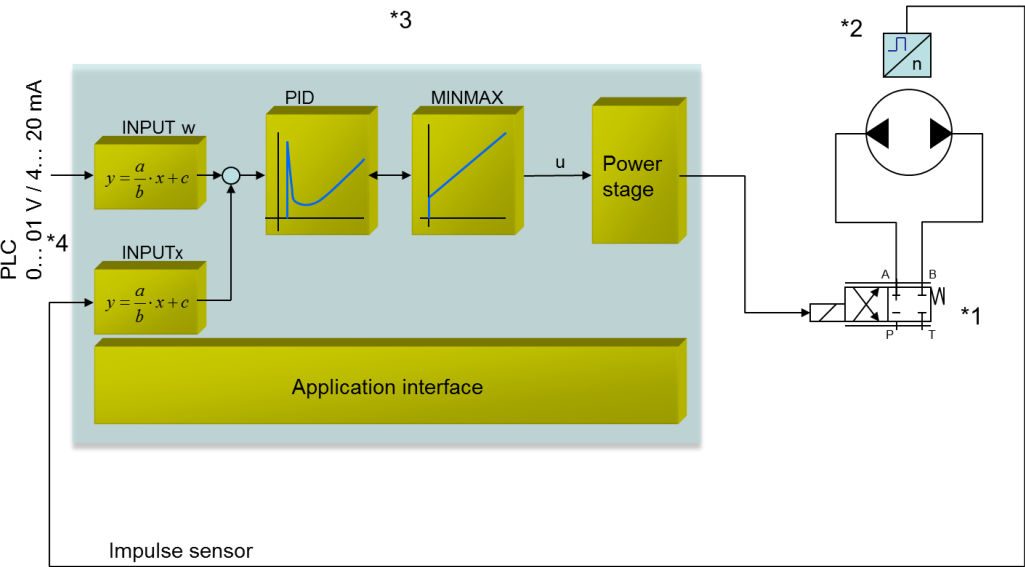 *3
*2
n
PLC
0... 01 V / 4... 20 mA
*4
INPUT w
y = a/b · x + c
PID
MINMAX
u
Power
stage
INPUTx
y = a/b · x + c
A
B
*1
P
T
Application interface
Impulse sensor